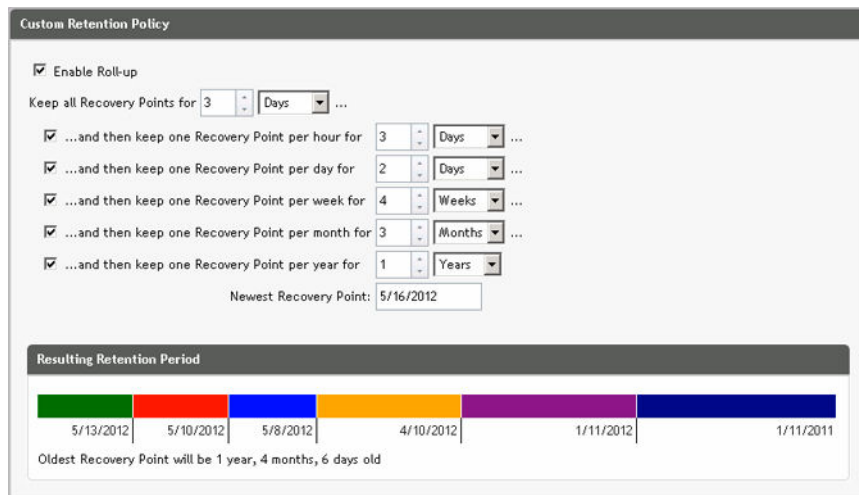 Custom Retention Policy
Enable Roll-up
Keep all Recovery Points for 3 Days ...
...and then keep one Recovery Point per hour for 3 Days ...
...and then keep one Recovery Point per day for 2 Days ...
...and then keep one Recovery Point per week for 4 Weeks ...
...and then keep one Recovery Point per month for 3 Months ...
...and then keep one Recovery Point per year for 1 Years
Newest Recovery Point: 5/16/2012
Resulting Retention Period
5/13/2012 5/10/2012 5/8/2012 4/10/2012 1/11/2012 1/11/2011
Oldest Recovery Point will be 1 year, 4 months, 6 days old